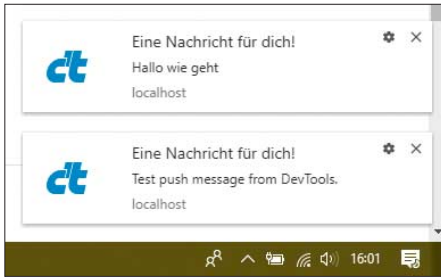 c't
Eine Nachricht für dich!
Hallo wie geht
localhost
c't
Eine Nachricht für dich!
Test push message from DevTools.
localhost
16:01